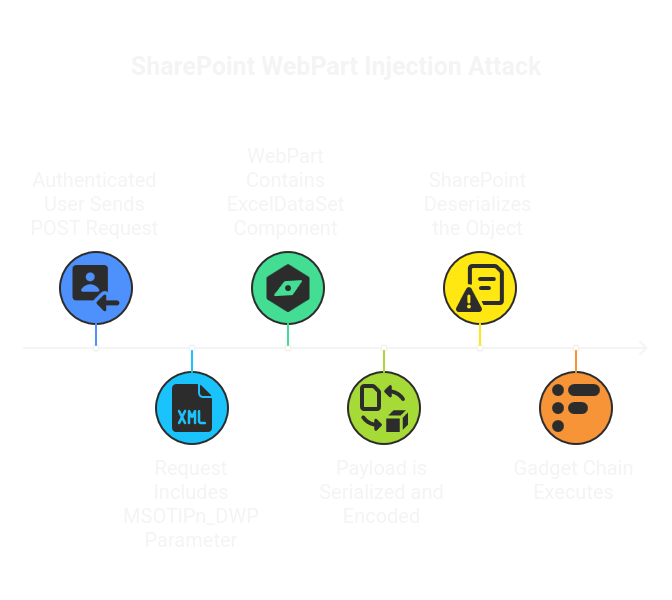 SharePoint WebPart Injection Attack
Authenticated
User Sends
POST Request
XML
Request
Includes
MSOTlPn_DWP
Parameter
WebPart
Contains
ExcelDataSet
Component
Payload is
Serialized and
Encoded
SharePoint
Deserializes
the Object
Gadget Chain
Executes